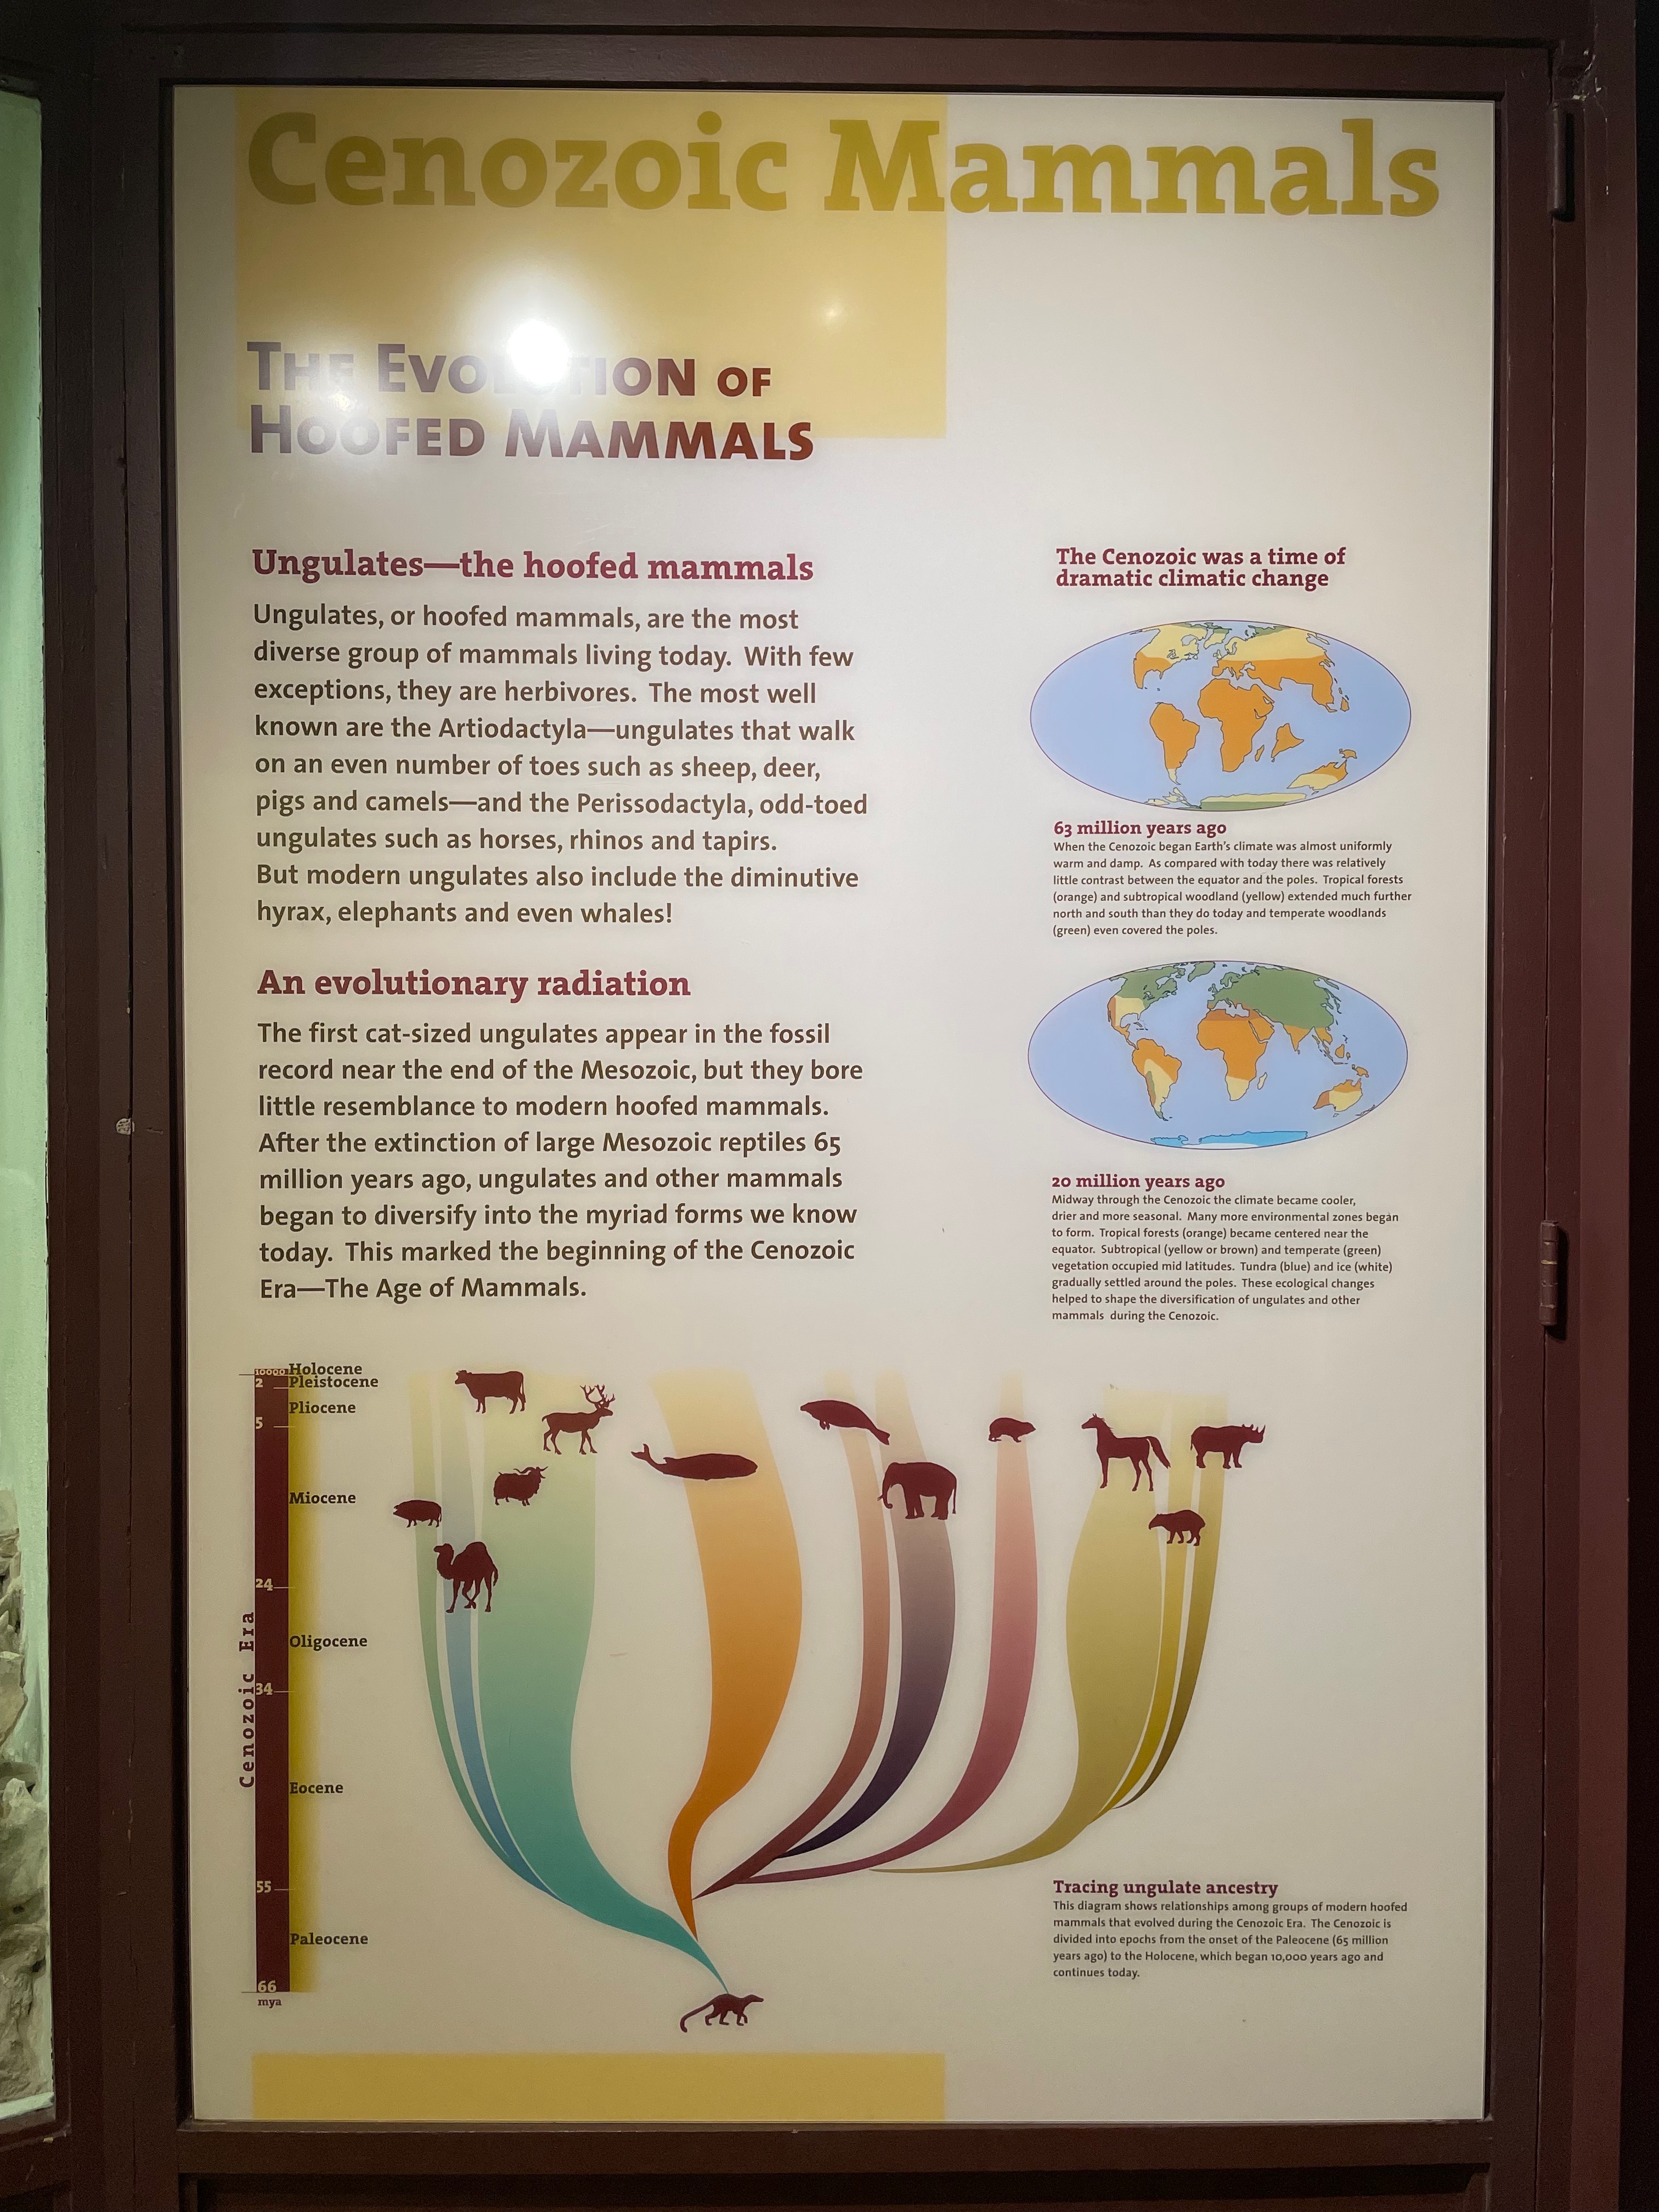 Cenozoic Mammals
THE EVOLUTION OF
HOOFED MAMMALS
Ungulates—the hoofed mammals
Ungulates, or hoofed mammals, are the most
diverse group of mammals living today. With few
exceptions, they are herbivores. The most well
known are the Artiodactyla—ungulates that walk
on an even number of toes such as sheep, deer,
pigs and camels—and the Perissodactyla, odd-toed
ungulates such as horses, rhinos and tapirs.
But modern ungulates also include the diminutive
hyrax, elephants and even whales!
An evolutionary radiation
The first cat-sized ungulates appear in the fossil
record near the end of the Mesozoic, but they bore
little resemblance to modern hoofed mammals.
After the extinction of large Mesozoic reptiles 65
million years ago, ungulates and other mammals
began to diversify into the myriad forms we know
today. This marked the beginning of the Cenozoic
Era—The Age of Mammals.
The Cenozoic was a time of
dramatic climatic change
63 million years ago
When the Cenozoic began Earth's climate was almost uniformly
warm and damp. As compared with today there was relatively
little contrast between the equator and the poles. Tropical forests
(orange) and subtropical woodland (yellow) extended much further
north and south than they do today and temperate woodlands
(green) even covered the poles.
20 million years ago
Midway through the Cenozoic the climate became cooler,
drier and more seasonal. Many more environmental zones began
to form. Tropical forests (orange) became centered near the
equator. Subtropical (yellow or brown) and temperate (green)
vegetation occupied mid latitudes. Tundra (blue) and ice (white)
gradually settled around the poles. These ecological changes
helped to shape the diversification of ungulates and other
mammals during the Cenozoic.
10000 Holocene
2 Pleistocene
Pliocene
5
Miocene
24
Oligocene
34
Cenozoic Era
Eocene
55
Paleocene
66
mya
Tracing ungulate ancestry
This diagram shows relationships among groups of modern hoofed
mammals that evolved during the Cenozoic Era. The Cenozoic is
divided into epochs from the onset of the Paleocene (65 million
years ago) to the Holocene, which began 10,000 years ago and
continues today.